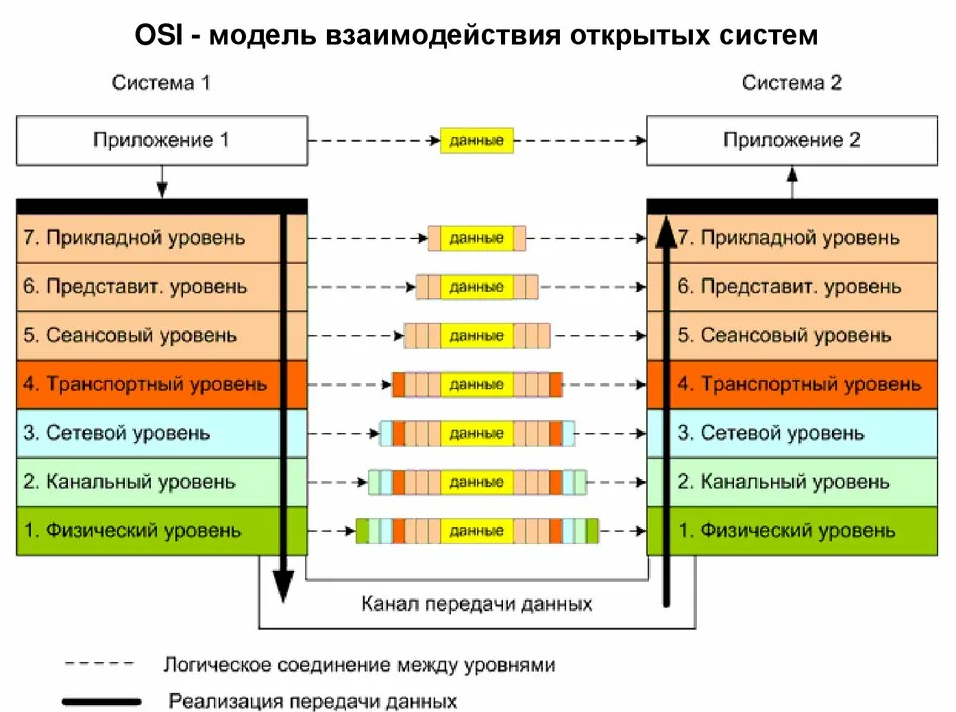 OSI - модель взаимодействия открытых систем
Система 1
Система 2
Приложение 1
данные
Приложение 2
7. Прикладной уровень
данные
7. Прикладной уровень
6. Представит. уровень
данные
6. Представит. уровень
5. Сеансовый уровень
данные
5. Сеансовый уровень
4. Транспортный уровень
данные
4. Транспортный уровень
3. Сетевой уровень
данные
3. Сетевой уровень
2. Канальный уровень
данные
2. Канальный уровень
1. Физический уровень
данные
1. Физический уровень
Канал передачи данных
Логическое соединение между уровнями
Реализация передачи данных